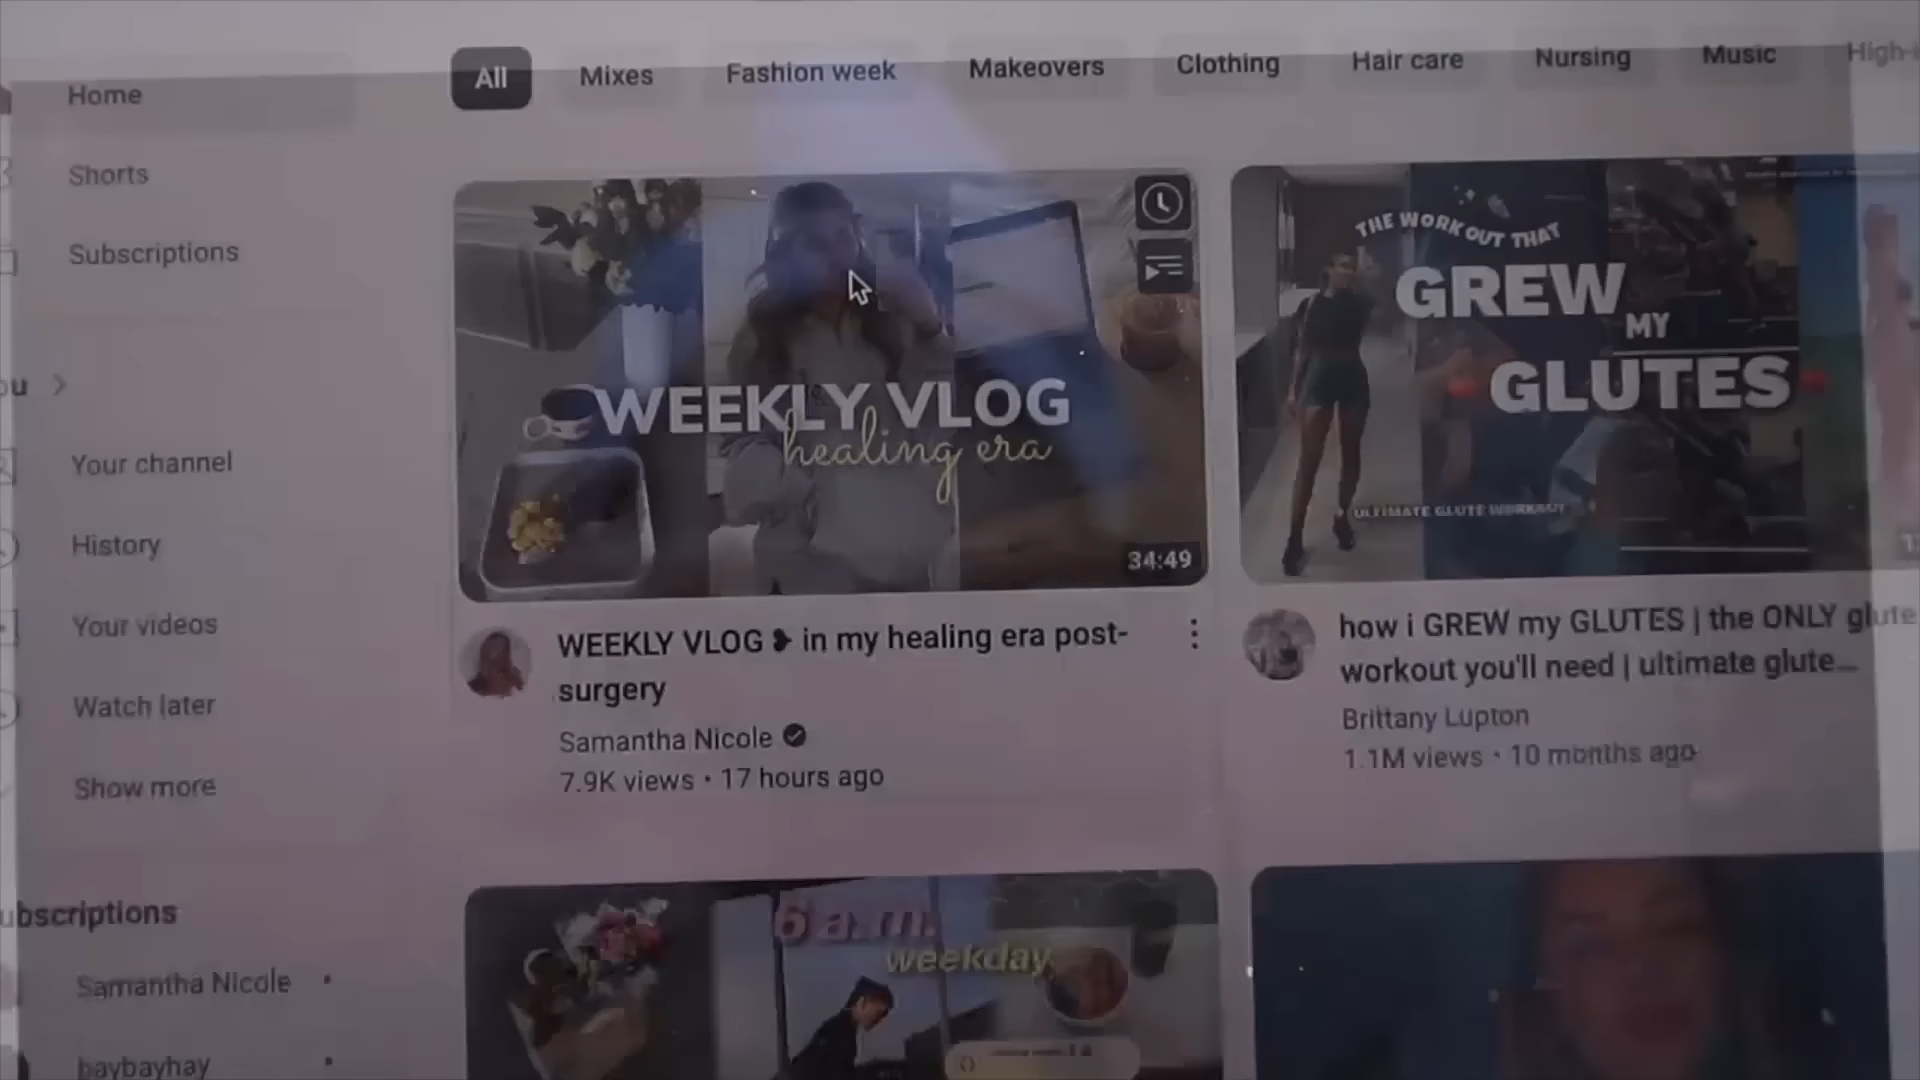 All
Mixes
Fashion week
Makeovers
Clothing
Hair care
Nursing
Music
Home
Shorts
Subscriptions
Your channel
History
Your videos
Watch later
Show more
Samantha Nicole
baybayhay
WEEKLY VLOG
healing era
34:49
WEEKLY VLOG ❥ in my healing era post-
surgery
Samantha Nicole
7.9K views • 17 hours ago
THE WORKOUT THAT
GREW
MY
GLUTES
ULTIMATE GLUTE WORKOUT
how i GREW my GLUTES | the ONLY glute
workout you'll need | ultimate glute...
Brittany Lupton
1.1M views • 10 months ago
6 a.m.
weekday